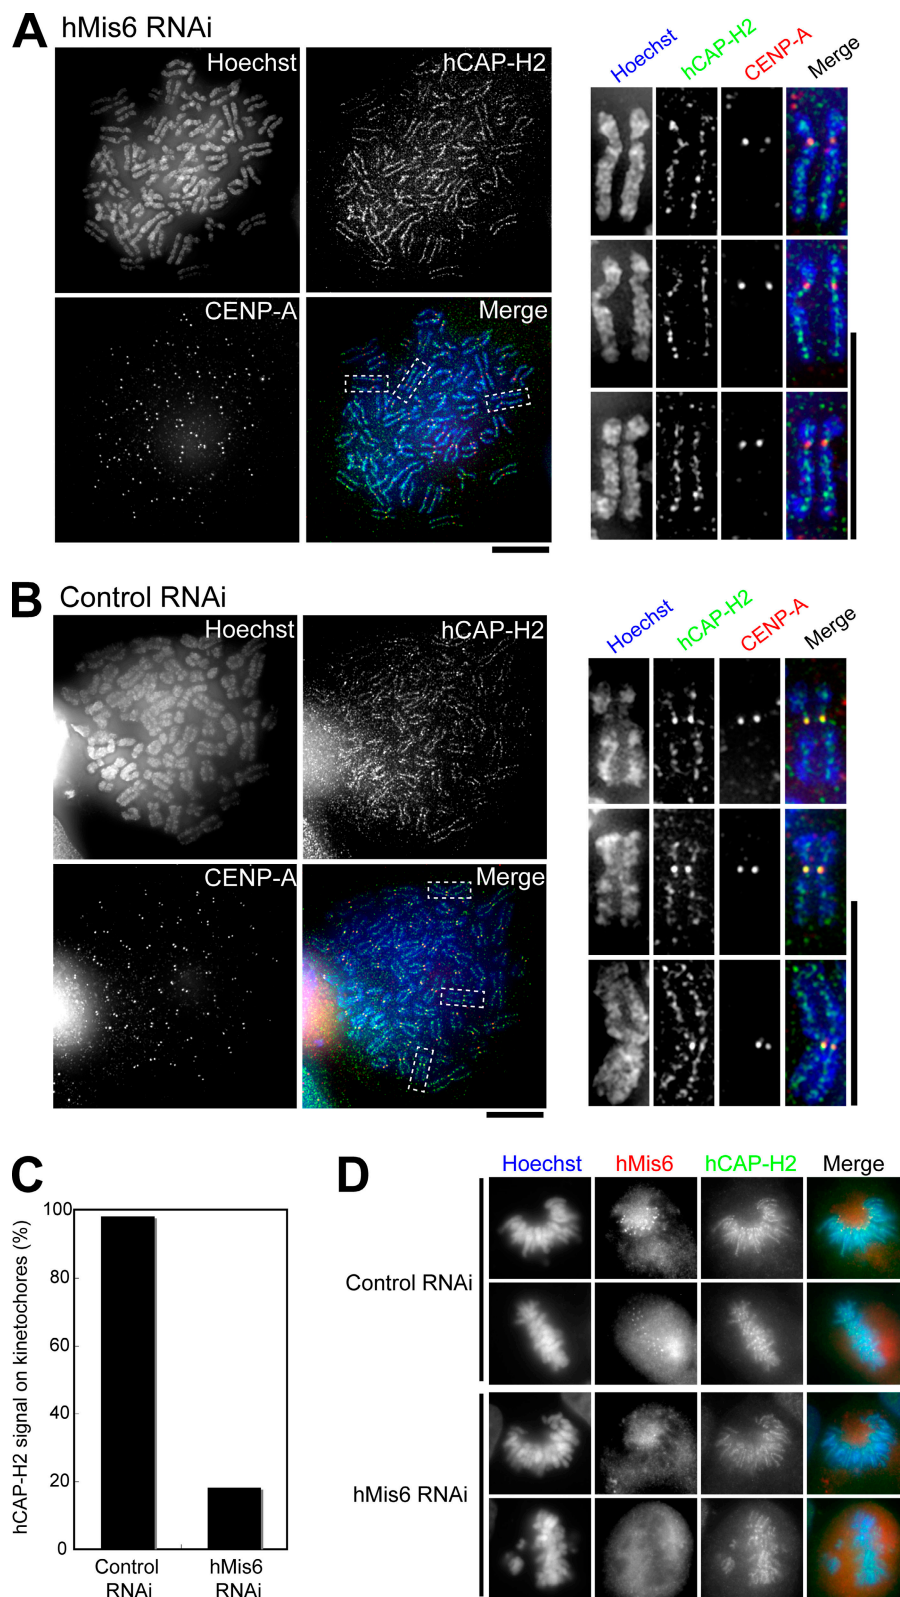 A hMis6 RNAi
Hoechst hCAP-H2
CENP-A Merge
Hoechst hCAP-H2 CENP-A Merge
B Control RNAi
Hoechst hCAP-H2
CENP-A Merge
Hoechst hCAP-H2 CENP-A Merge
C
hCAP-H2 signal on kinetochores (%)
100
80
60
40
20
0
Control RNAi
hMis6 RNAi
D
Hoechst hMis6 hCAP-H2 Merge
Control RNAi
hMis6 RNAi